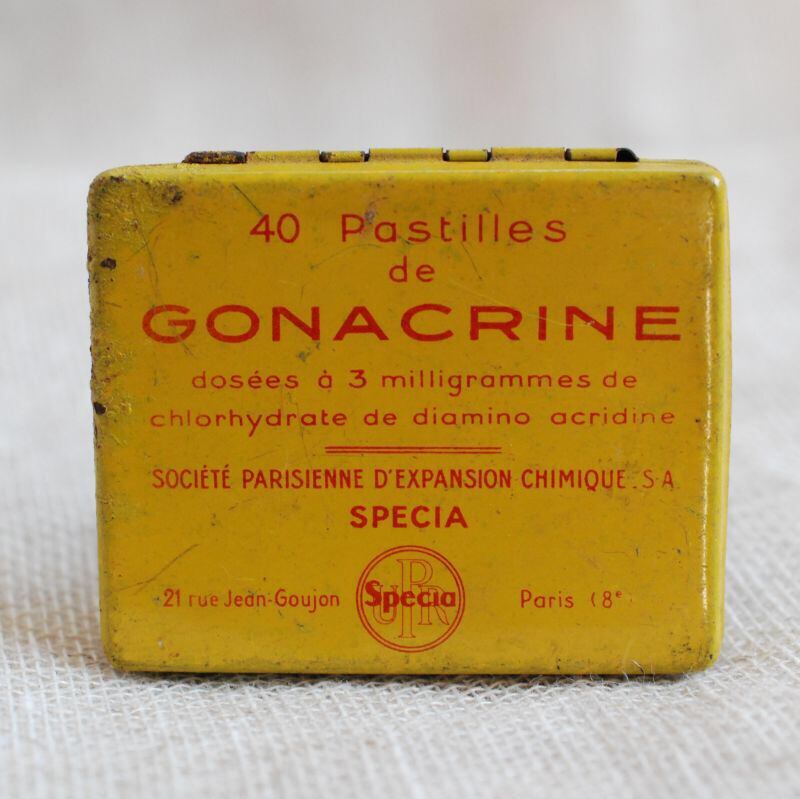 40 Pastilles
de
GONACRINE
dosées à 3 milligrammes de
chlorhydrate de diamino acridine
SOCIÉTÉ PARISIENNE D'EXPANSION CHIMIQUE. S.A
SPECIA
21 rue Jean-Goujon
UPR
Specia
Paris (8e